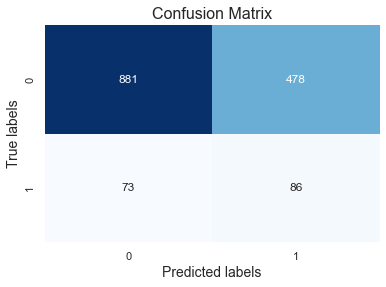 Confusion Matrix
True labels
0
881
478
1
73
86
0
1
Predicted labels